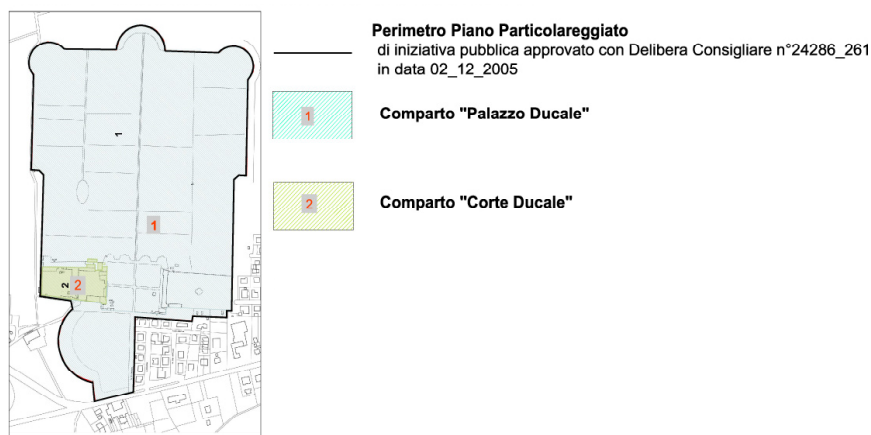 Perimetro Piano Particolareggiato
di iniziativa pubblica approvato con Delibera Consigliare n°24286_261
in data 02_12_2005
1
Comparto "Palazzo Ducale"
2
Comparto "Corte Ducale"
1
1
2
2